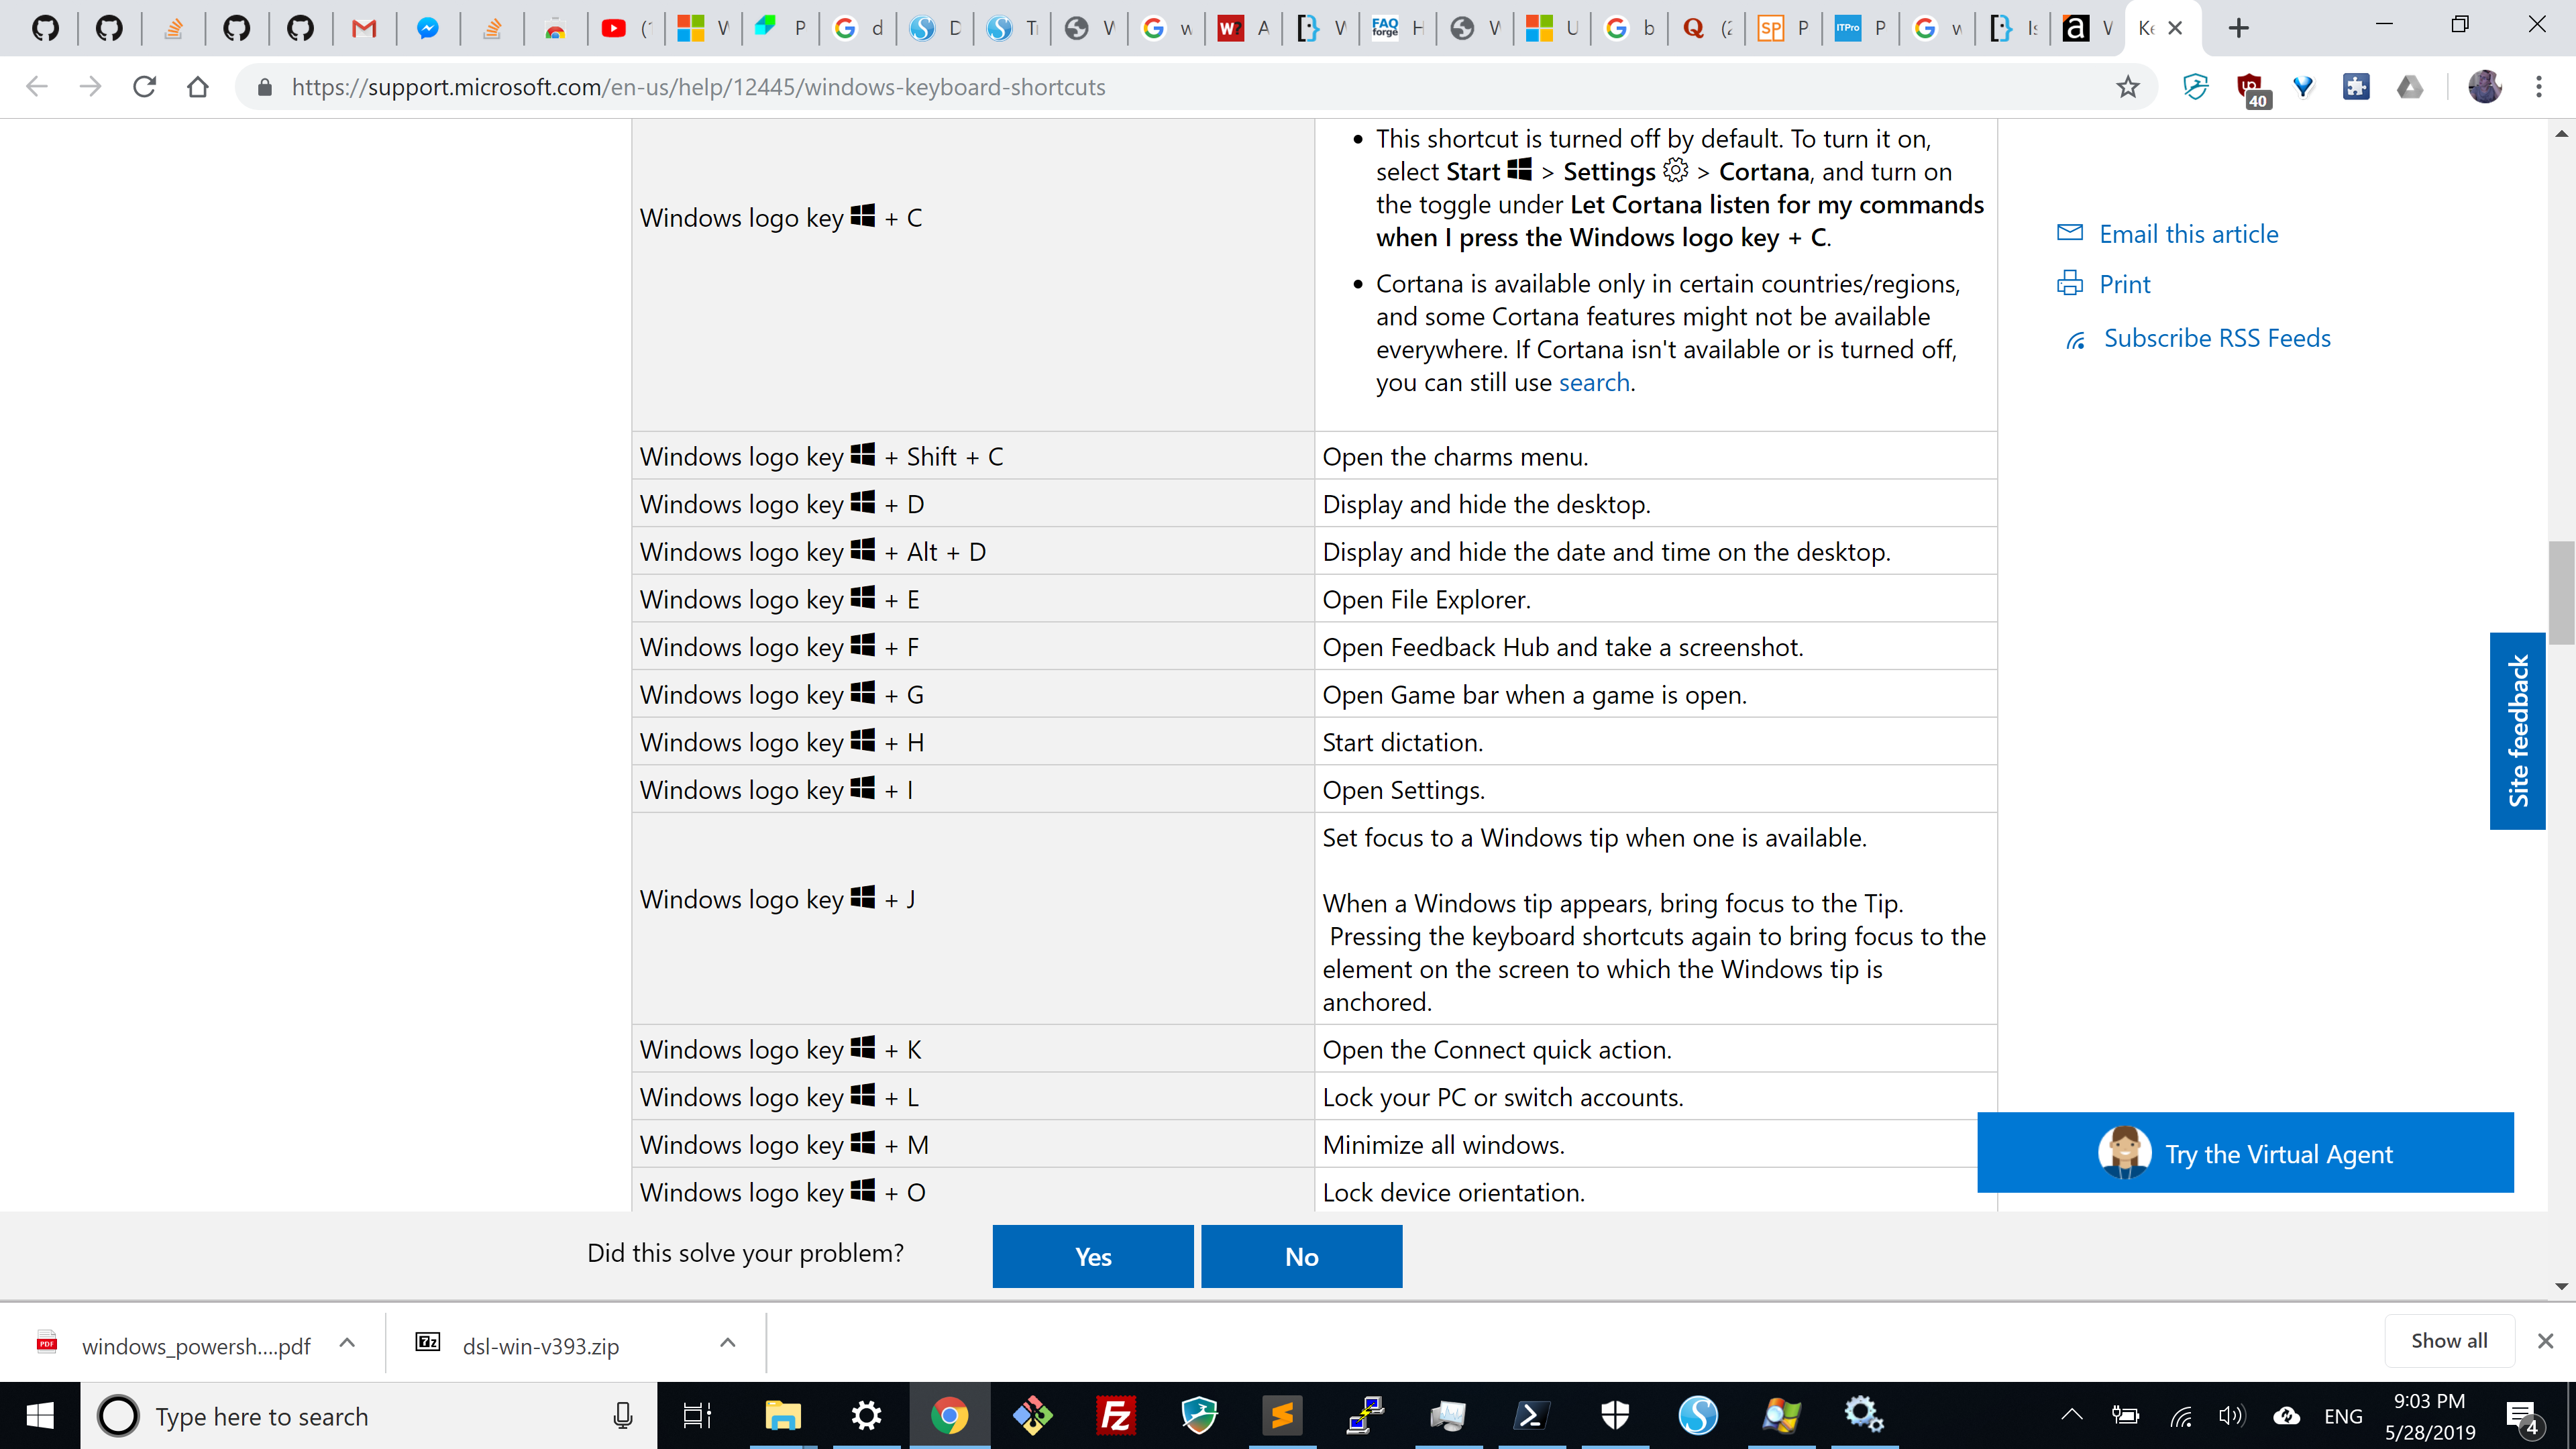 W
P
d
D
Ti
W
w
W? A
W
FAQ forge H
W
U
b
(2
SP P
ITPro P
w
Is
a W
Ke
https://support.microsoft.com/en-us/help/12445/windows-keyboard-shortcuts
40
Windows logo key + C
• This shortcut is turned off by default. To turn it on,
select Start > Settings > Cortana, and turn on
the toggle under Let Cortana listen for my commands
when I press the Windows logo key + C.
• Cortana is available only in certain countries/regions,
and some Cortana features might not be available
everywhere. If Cortana isn't available or is turned off,
you can still use search.
Windows logo key + Shift + C
Open the charms menu.
Windows logo key + D
Display and hide the desktop.
Windows logo key + Alt + D
Display and hide the date and time on the desktop.
Windows logo key + E
Open File Explorer.
Windows logo key + F
Open Feedback Hub and take a screenshot.
Windows logo key + G
Open Game bar when a game is open.
Windows logo key + H
Start dictation.
Windows logo key + I
Open Settings.
Windows logo key + J
Set focus to a Windows tip when one is available.
When a Windows tip appears, bring focus to the Tip.
Pressing the keyboard shortcuts again to bring focus to the
element on the screen to which the Windows tip is
anchored.
Windows logo key + K
Open the Connect quick action.
Windows logo key + L
Lock your PC or switch accounts.
Windows logo key + M
Minimize all windows.
Windows logo key + O
Lock device orientation.
Email this article
Print
Subscribe RSS Feeds
Site feedback
Try the Virtual Agent
Did this solve your problem?
Yes
No
PDF windows_powersh....pdf
7z dsl-win-v393.zip
Show all
Type here to search
Fz
ENG
9:03 PM
5/28/2019
4